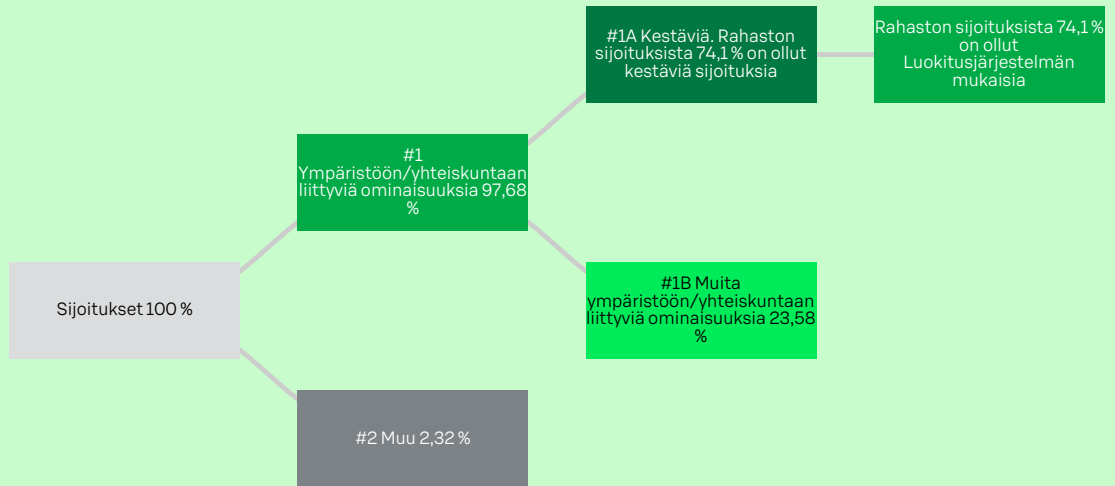 #1A Kestäviä. Rahaston
sijoituksista 74,1 % on ollut
kestäviä sijoituksia
Rahaston sijoituksista 74,1 %
on ollut
Luokitusjärjestelmän
mukaisia
#1
Ympäristöön/yhteiskuntaan
liittyviä ominaisuuksia 97,68
%
Sijoitukset 100 %
#1B Muita
ympäristöön/yhteiskuntaan
liittyviä ominaisuuksia 23,58
%
#2 Muu 2,32 %